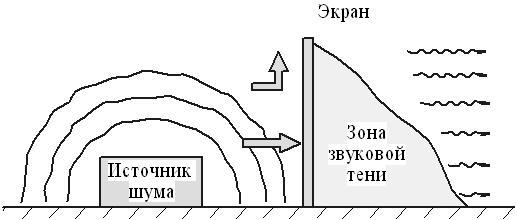 Экран
Источник
шума
Зона
звуковой
тени